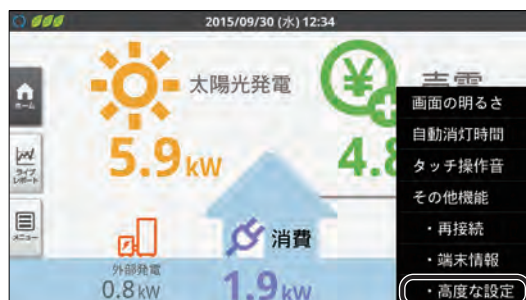 2015/09/30 (水) 12:34
ホーム
ライブ
レポート
メニュー
太陽光発電
5.9 kW
売電
4.8
外部発電
0.8 kW
消費
1.9 kW
画面の明るさ
自動消灯時間
タッチ操作音
その他機能
・再接続
・端末情報
・高度な設定